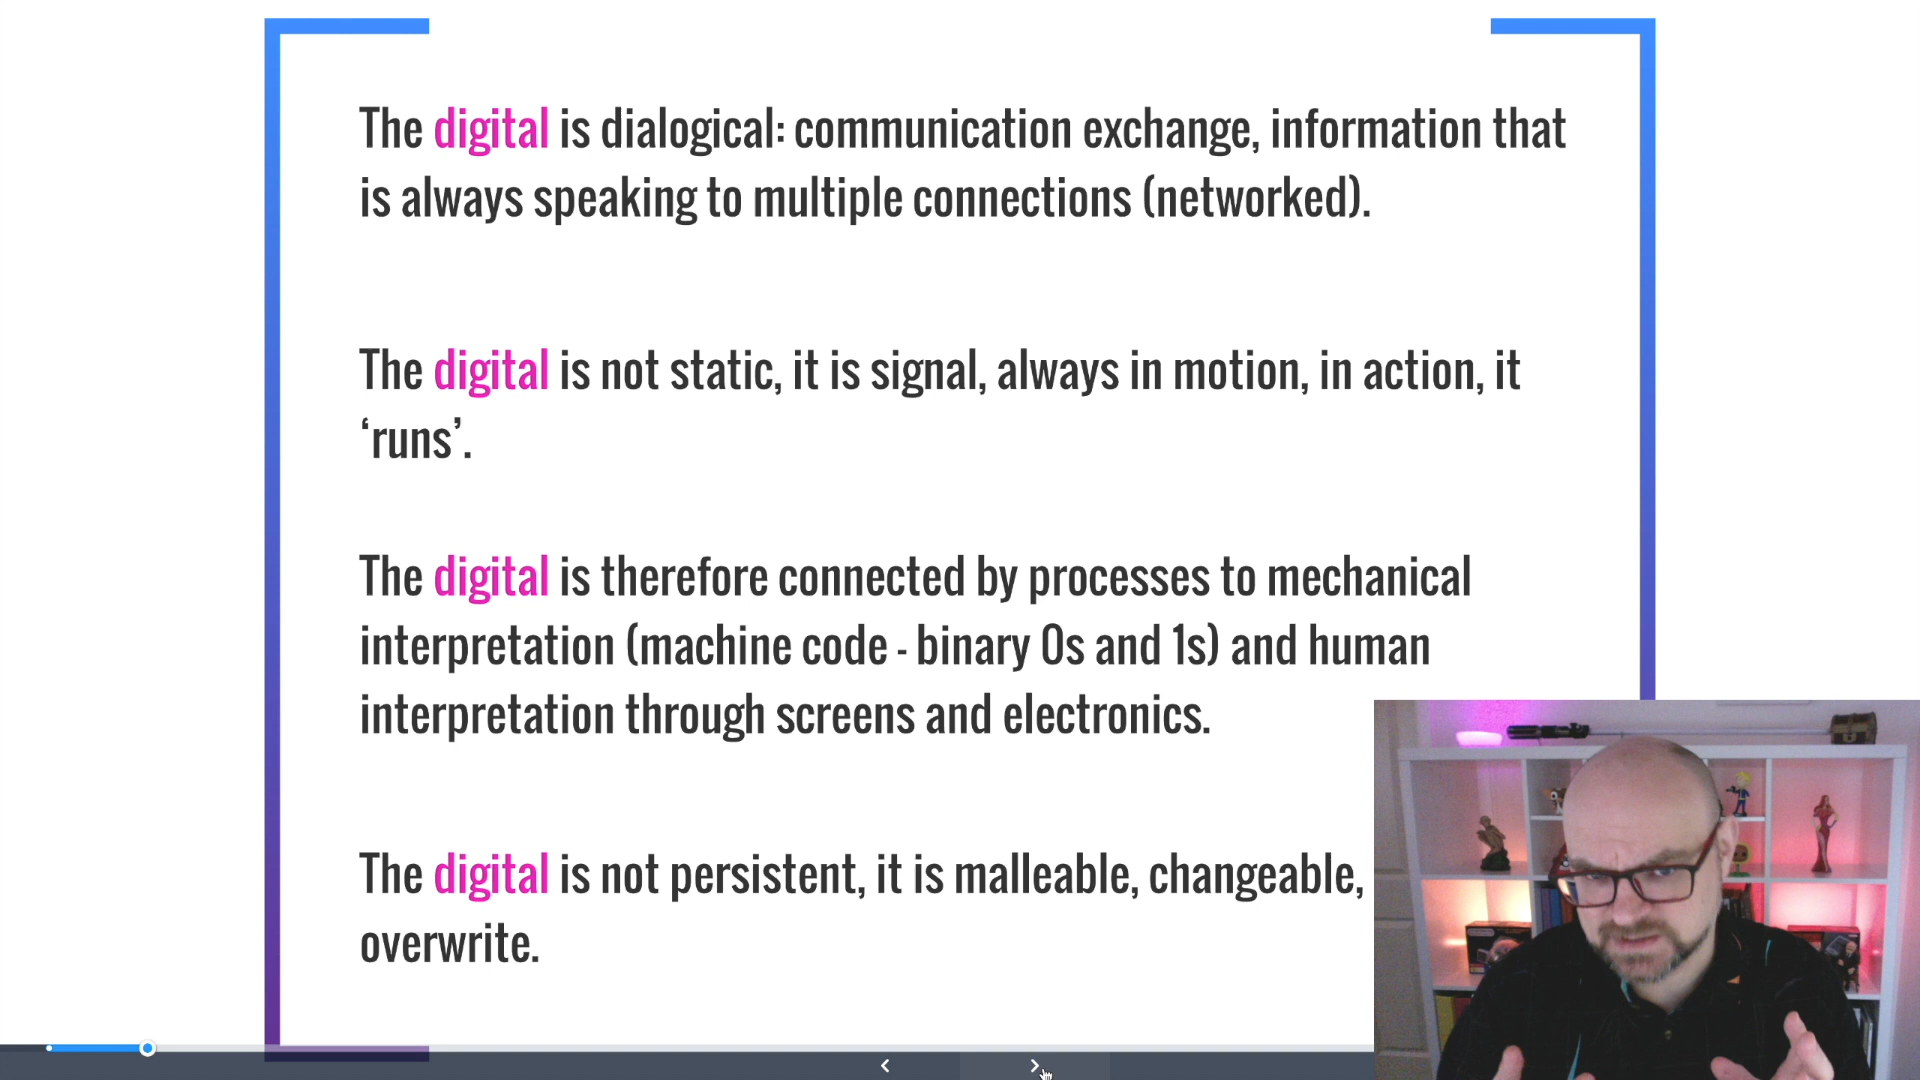 The digital is dialogical: communication exchange, information that
is always speaking to multiple connections (networked).
The digital is not static, it is signal, always in motion, in action, it
‘runs’.
The digital is therefore connected by processes to mechanical
interpretation (machine code - binary 0s and 1s) and human
interpretation through screens and electronics.
The digital is not persistent, it is malleable, changeable,
overwrite.